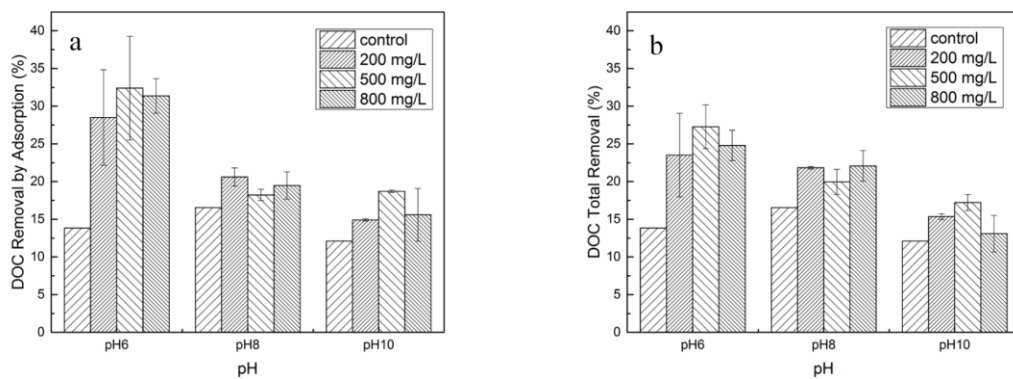 a
control
200 mg/L
500 mg/L
800 mg/L
DOC Removal by Adsorption (%)
40
35
30
25
20
15
10
5
0
pH6 pH8 pH10
pH
b
control
200 mg/L
500 mg/L
800 mg/L
DOC Total Removal (%)
40
35
30
25
20
15
10
5
0
pH6 pH8 pH10
pH